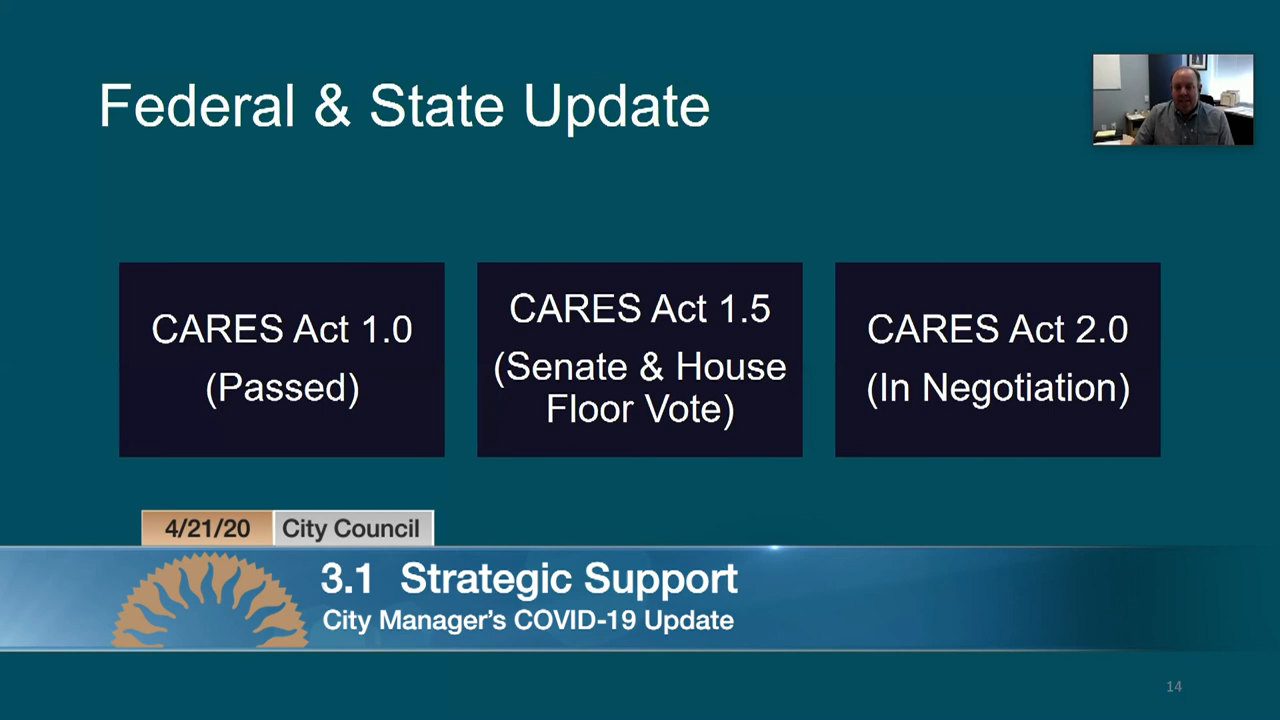 Federal & State Update
CARES Act 1.0
(Passed)
CARES Act 1.5
(Senate & House
Floor Vote)
CARES Act 2.0
(In Negotiation)
4/21/20 City Council
3.1 Strategic Support
City Manager's COVID-19 Update
14